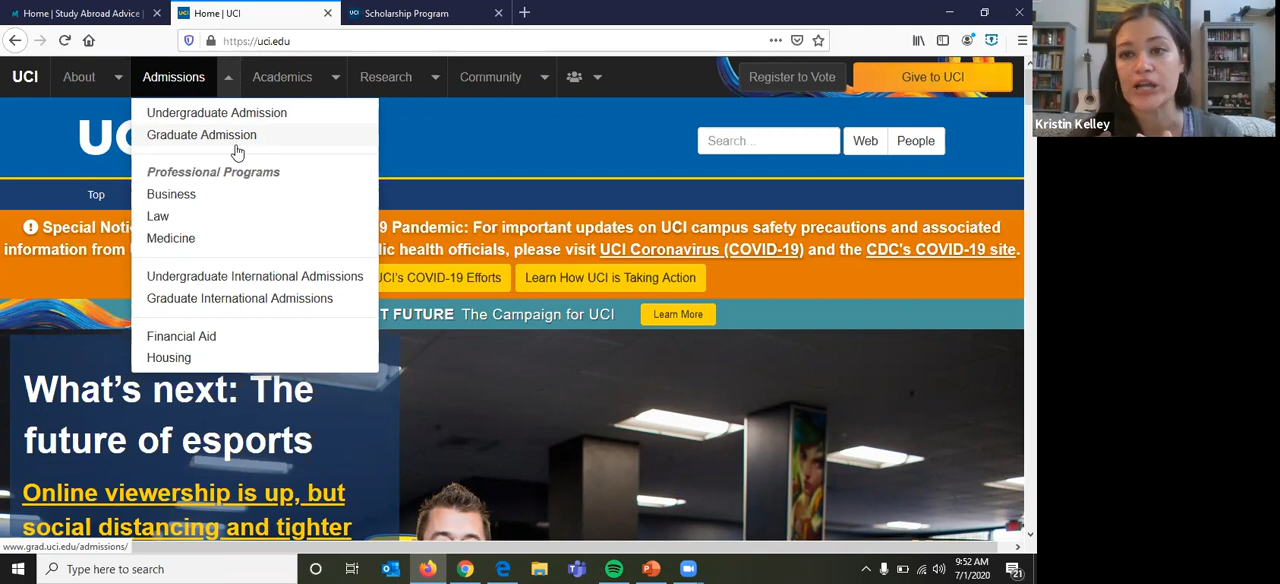 Home | Study Abroad Advice
Home | UCI
Scholarship Program
https://uci.edu
UCI
About
Admissions
Academics
Research
Community
Register to Vote
Give to UCI
Kristin Kelley
Undergraduate Admission
Graduate Admission
Professional Programs
Business
Law
Medicine
Undergraduate International Admissions
Graduate International Admissions
Financial Aid
Housing
Search...
Web
People
Top
Special Noti 9 Pandemic: For important updates on UCI campus safety precautions and associated
information from lic health officials, please visit UCI Coronavirus (COVID-19) and the CDC's COVID-19 site.
UCI's COVID-19 Efforts
Learn How UCI is Taking Action
T FUTURE The Campaign for UCI
Learn More
What's next: The
future of esports
Online viewership is up, but
social distancing and tighter
www.grad.uci.edu/admissions/
Type here to search
9:52 AM
7/1/2020
21